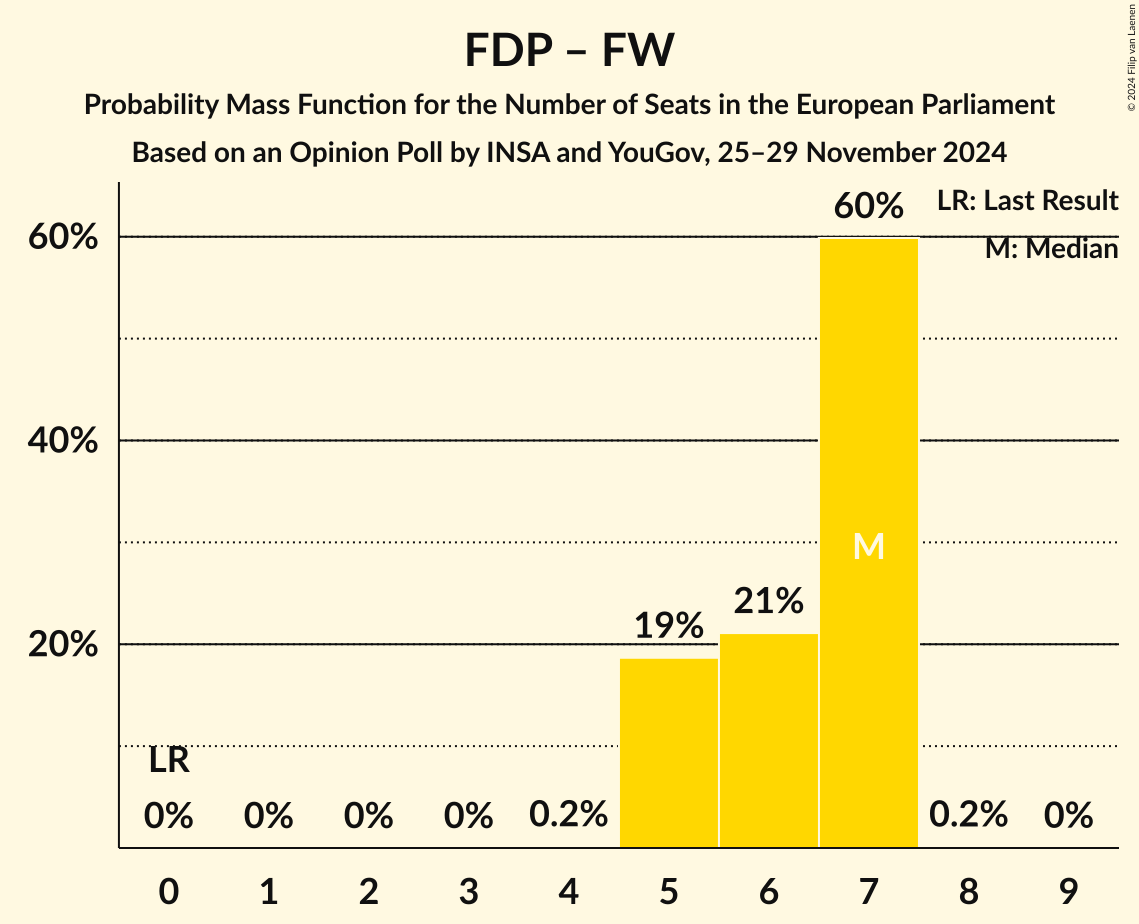 FDP – FW
Probability Mass Function for the Number of Seats in the European Parliament
Based on an Opinion Poll by INSA and YouGov, 25–29 November 2024
© 2024 Filip van Laenen
LR: Last Result
M: Median
60%
40%
20%
LR
0%
0%
0%
0%
0.2%
19%
21%
60%
M
0.2%
0%
0 1 2 3 4 5 6 7 8 9